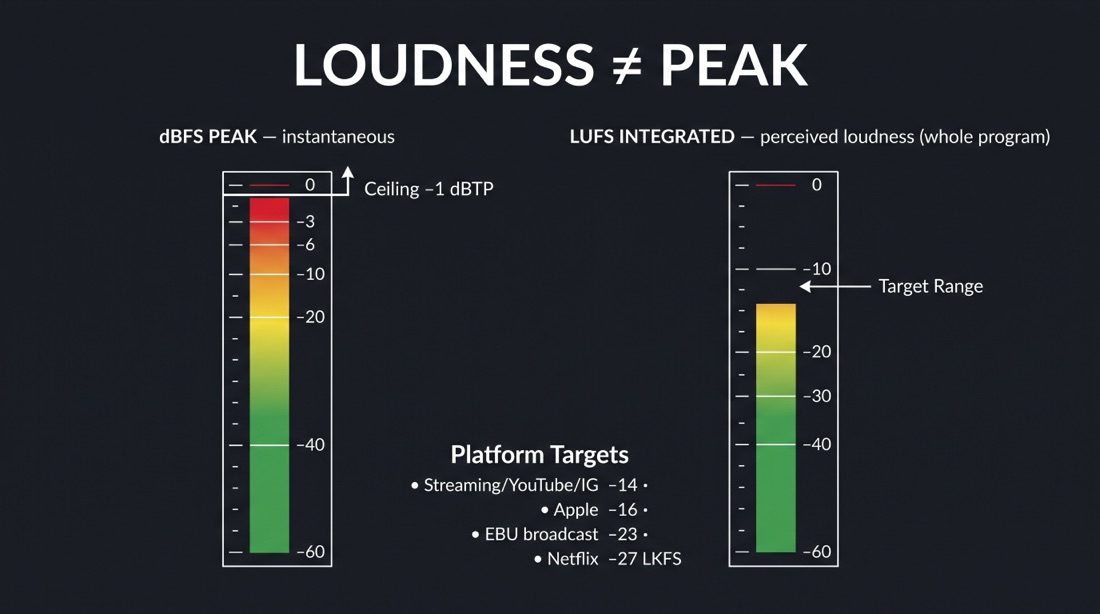 LOUDNESS ≠ PEAK
dBFS PEAK — instantaneous
0
Ceiling –1 dBTP
–3
–6
–10
–20
–40
–60
LUFS INTEGRATED — perceived loudness (whole program)
0
–10
Target Range
–20
–30
–40
–60
Platform Targets
• Streaming/YouTube/IG –14 •
• Apple –16 •
• EBU broadcast –23 •
• Netflix –27 LKFS